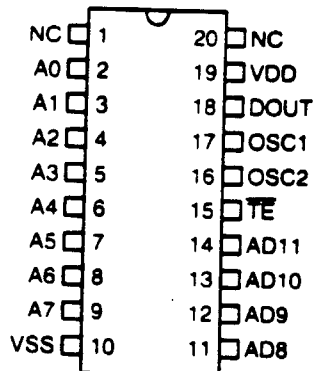 NC 1 20 NC
A0 2 19 VDD
A1 3 18 DOUT
A2 4 17 OSC1
A3 5 16 OSC2
A4 6 15 T̅E̅
A5 7 14 AD11
A6 8 13 AD10
A7 9 12 AD9
VSS 10 11 AD8